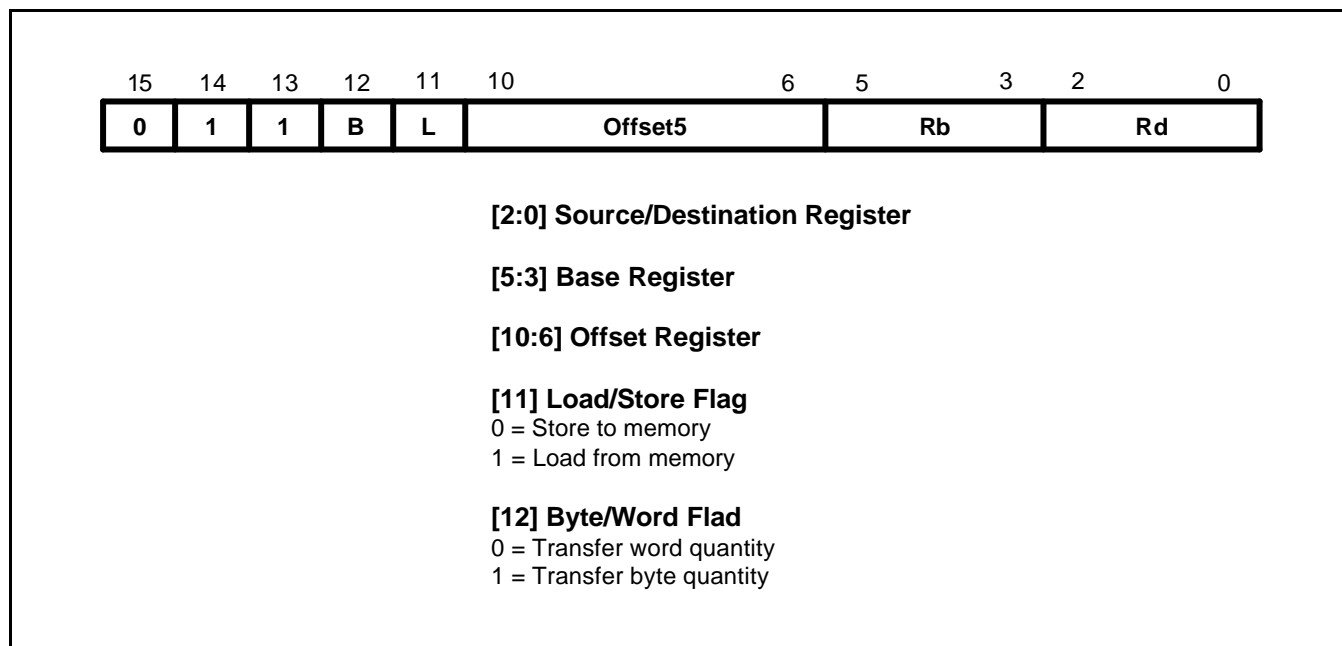 15 14 13 12 11 10 6 5 3 2 0
0 1 1 B L Offset5 Rb Rd
[2:0] Source/Destination Register
[5:3] Base Register
[10:6] Offset Register
[11] Load/Store Flag
0 = Store to memory
1 = Load from memory
[12] Byte/Word Flad
0 = Transfer word quantity
1 = Transfer byte quantity